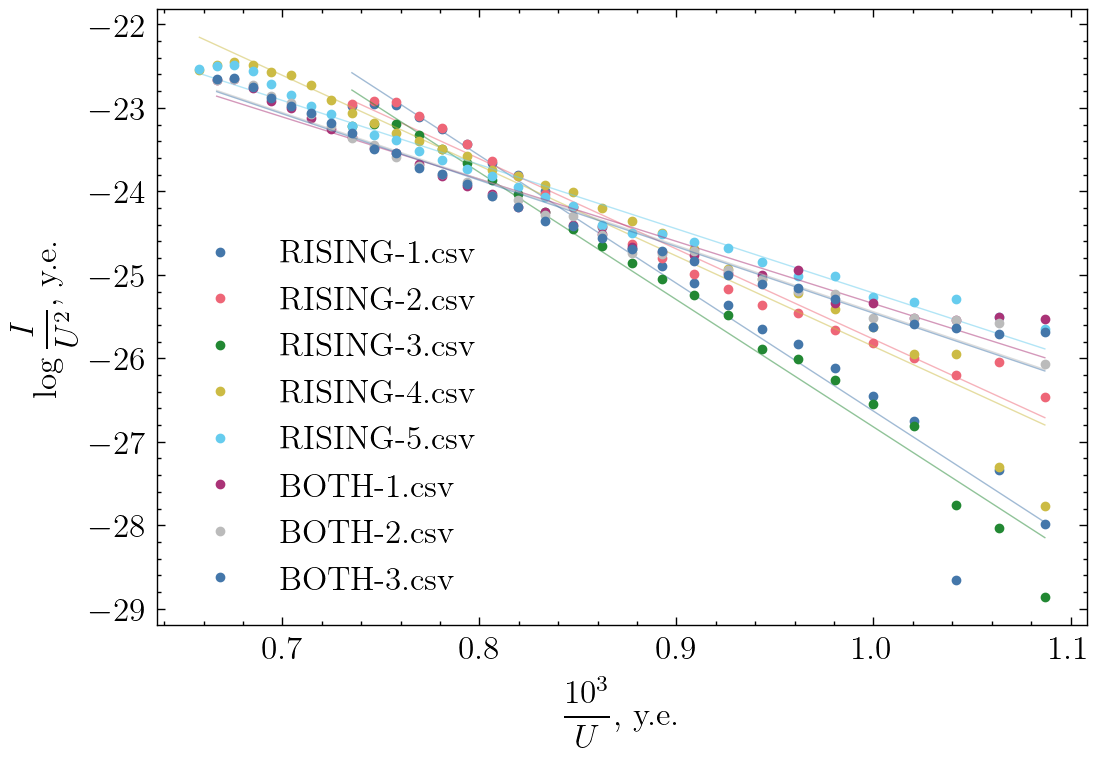 −22
−23
−24
−25
−26
−27
−28
−29
log I/U², y.e.
RISING-1.csv
RISING-2.csv
RISING-3.csv
RISING-4.csv
RISING-5.csv
BOTH-1.csv
BOTH-2.csv
BOTH-3.csv
0.7 0.8 0.9 1.0 1.1
10³/U, y.e.